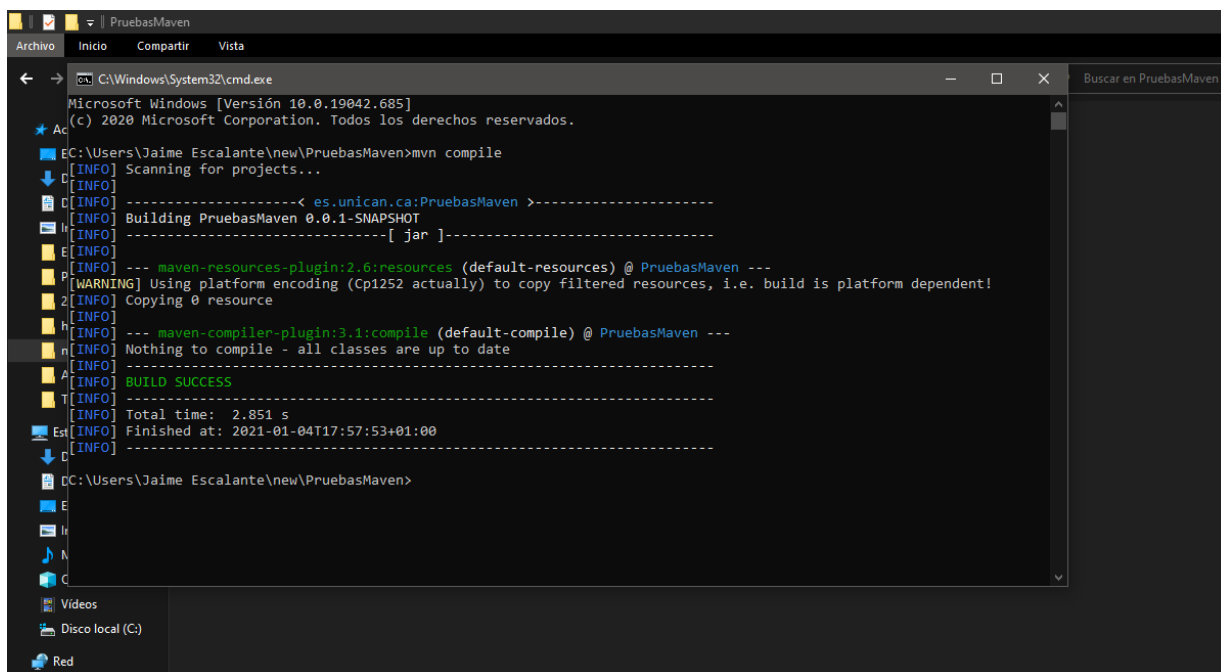 PruebasMaven
Archivo Inicio Compartir Vista
C:\Windows\System32\cmd.exe
Buscar en PruebasMaven
Microsoft Windows [Versión 10.0.19042.685]
(c) 2020 Microsoft Corporation. Todos los derechos reservados.
C:\Users\Jaime Escalante\new\PruebasMaven>mvn compile
[INFO] Scanning for projects...
[INFO]
[INFO] ----------------------< es.unican.ca:PruebasMaven >-----------------------
[INFO] Building PruebasMaven 0.0.1-SNAPSHOT
[INFO] --------------------------------[ jar ]---------------------------------
[INFO]
[INFO] --- maven-resources-plugin:2.6:resources (default-resources) @ PruebasMaven ---
[WARNING] Using platform encoding (Cp1252 actually) to copy filtered resources, i.e. build is platform dependent!
[INFO] Copying 0 resource
[INFO]
[INFO] --- maven-compiler-plugin:3.1:compile (default-compile) @ PruebasMaven ---
[INFO] Nothing to compile - all classes are up to date
[INFO] ------------------------------------------------------------------------
[INFO] BUILD SUCCESS
[INFO] ------------------------------------------------------------------------
[INFO] Total time:  2.851 s
[INFO] Finished at: 2021-01-04T17:57:53+01:00
[INFO] ------------------------------------------------------------------------
C:\Users\Jaime Escalante\new\PruebasMaven>
Vídeos
Disco local (C:)
Red